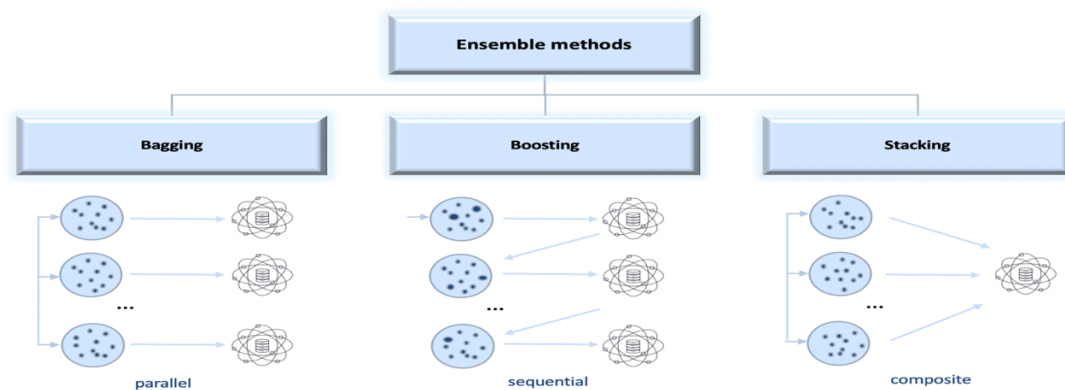 Ensemble methods
Bagging
Boosting
Stacking
...
...
...
parallel
sequential
composite